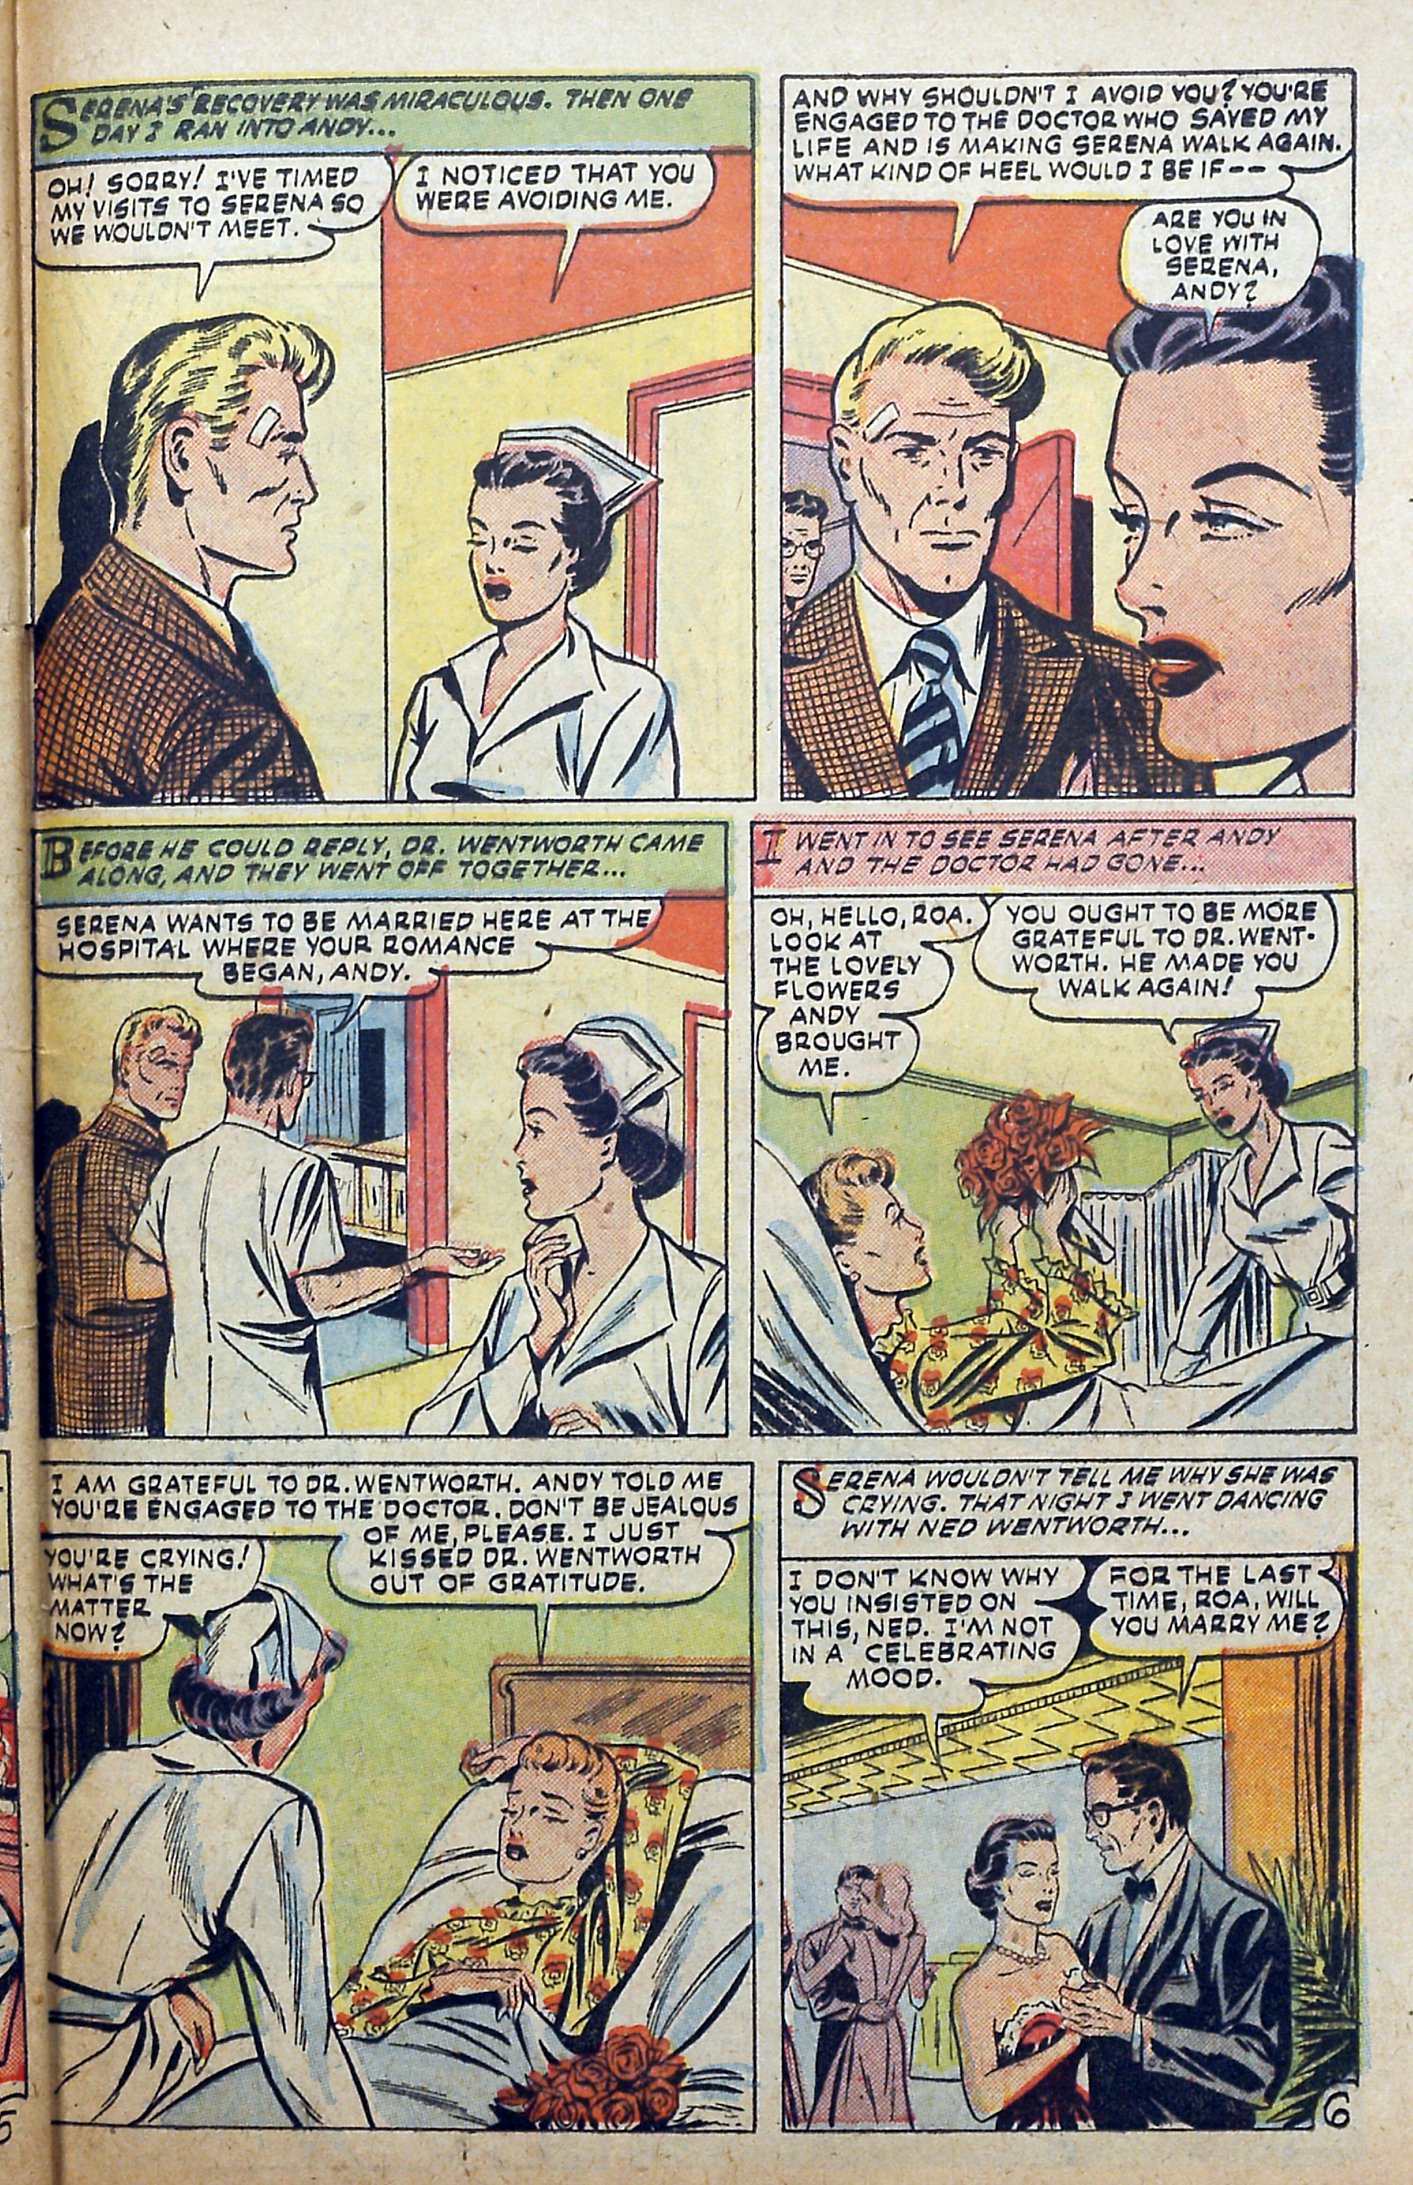 SERENA'S RECOVERY WAS MIRACULOUS. THEN ONE
DAY I RAN INTO ANDY...
OH! SORRY! I'VE TIMED
MY VISITS TO SERENA SO
WE WOULDN'T MEET.
I NOTICED THAT YOU
WERE AVOIDING ME.
AND WHY SHOULDN'T I AVOID YOU? YOU'RE
ENGAGED TO THE DOCTOR WHO SAVED MY
LIFE AND IS MAKING SERENA WALK AGAIN.
WHAT KIND OF HEEL WOULD I BE IF--
ARE YOU IN
LOVE WITH
SERENA,
ANDY?
BEFORE HE COULD REPLY, DR. WENTWORTH CAME
ALONG, AND THEY WENT OFF TOGETHER...
SERENA WANTS TO BE MARRIED HERE AT THE
HOSPITAL WHERE YOUR ROMANCE
BEGAN, ANDY.
I WENT IN TO SEE SERENA AFTER ANDY
AND THE DOCTOR HAD GONE...
OH, HELLO, ROA.
LOOK AT
THE LOVELY
FLOWERS
ANDY
BROUGHT
ME.
YOU OUGHT TO BE MORE
GRATEFUL TO DR. WENT-
WORTH. HE MADE YOU
WALK AGAIN!
I AM GRATEFUL TO DR. WENTWORTH. ANDY TOLD ME
YOU'RE ENGAGED TO THE DOCTOR. DON'T BE JEALOUS
OF ME, PLEASE. I JUST
KISSED DR. WENTWORTH
OUT OF GRATITUDE.
YOU'RE CRYING!
WHAT'S THE
MATTER
NOW?
SERENA WOULDN'T TELL ME WHY SHE WAS
CRYING. THAT NIGHT I WENT DANCING
WITH NED WENTWORTH...
I DON'T KNOW WHY
YOU INSISTED ON
THIS, NED. I'M NOT
IN A CELEBRATING
MOOD.
FOR THE LAST
TIME, ROA, WILL
YOU MARRY ME?
6